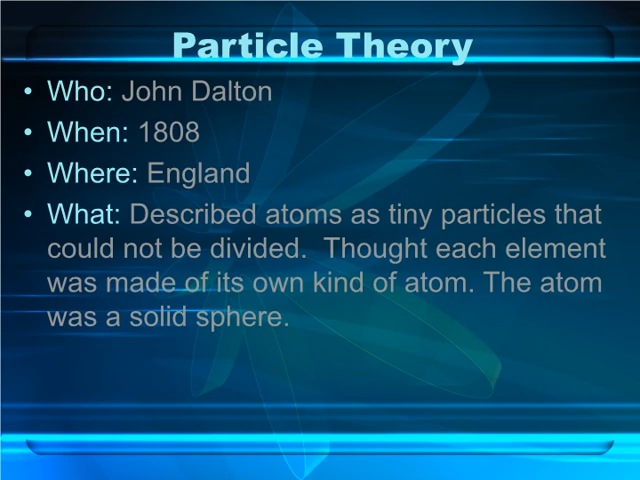 Particle Theory
• Who: John Dalton
• When: 1808
• Where: England
• What: Described atoms as tiny particles that
could not be divided.  Thought each element
was made of its own kind of atom. The atom
was a solid sphere.